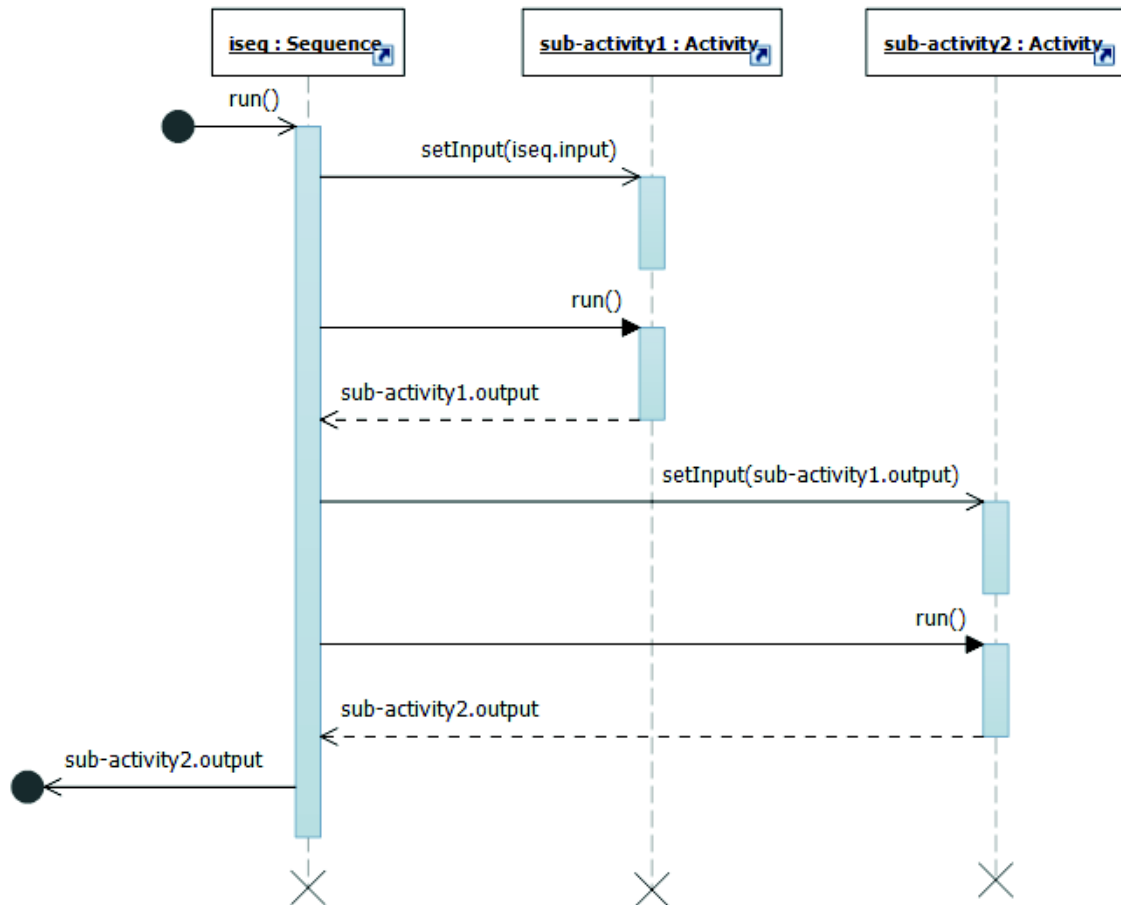 iseq : Sequence
sub-activity1 : Activity
sub-activity2 : Activity
run()
setInput(iseq.input)
run()
sub-activity1.output
setInput(sub-activity1.output)
run()
sub-activity2.output
sub-activity2.output